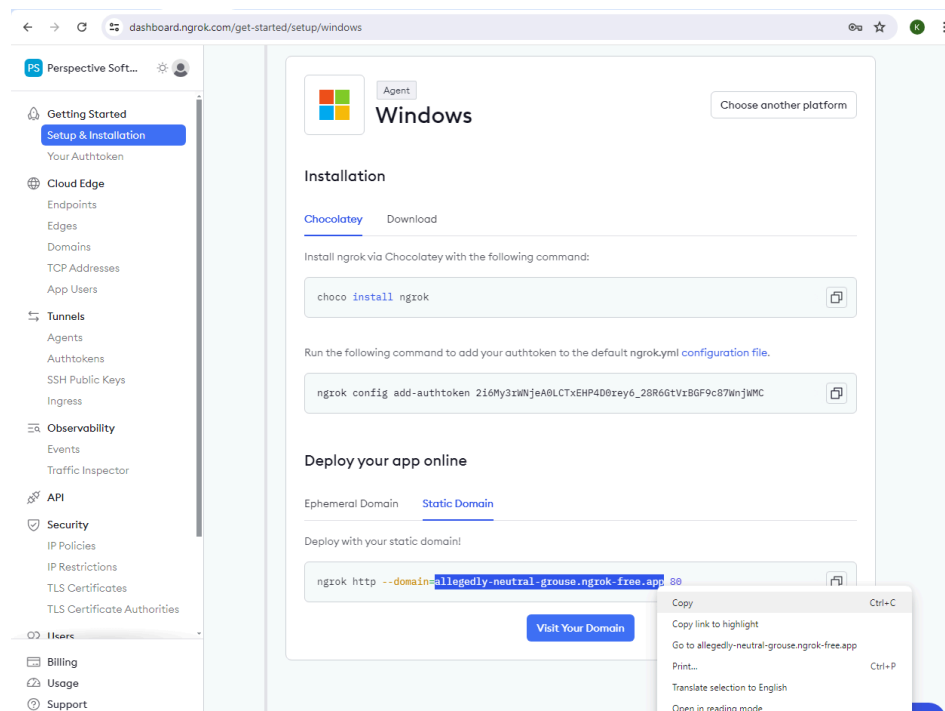 dashboard.ngrok.com/get-started/setup/windows
K
PS Perspective Soft...
Getting Started
Setup & Installation
Your Authtoken
Cloud Edge
Endpoints
Edges
Domains
TCP Addresses
App Users
Tunnels
Agents
Authtokens
SSH Public Keys
Ingress
Observability
Events
Traffic Inspector
API
Security
IP Policies
IP Restrictions
TLS Certificates
TLS Certificate Authorities
Users
Billing
Usage
Support
Agent
Windows
Choose another platform
Installation
Chocolatey Download
Install ngrok via Chocolatey with the following command:
choco install ngrok
Run the following command to add your authtoken to the default ngrok.yml configuration file.
ngrok config add-authtoken 2i6My3rWNjeA0LCTxEHP4D0rey6_28R6GtVrBGF9c87WnjWMC
Deploy your app online
Ephemeral Domain Static Domain
Deploy with your static domain!
ngrok http --domain=allegedly-neutral-grouse.ngrok-free.app 80
Visit Your Domain
Copy Ctrl+C
Copy link to highlight
Go to allegedly-neutral-grouse.ngrok-free.app
Print... Ctrl+P
Translate selection to English
Open in reading mode